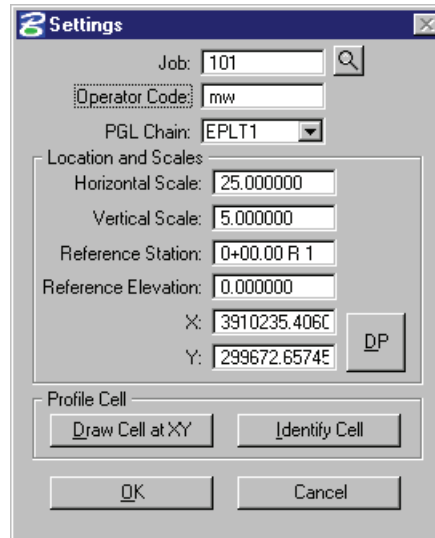 Settings
Job: 101
Operator Code: mw
PGL Chain: EPLT1
Location and Scales
Horizontal Scale: 25.000000
Vertical Scale: 5.000000
Reference Station: 0+00.00 R 1
Reference Elevation: 0.000000
X: 3910235.4060
Y: 299672.65745
DP
Profile Cell
Draw Cell at XY Identify Cell
OK Cancel